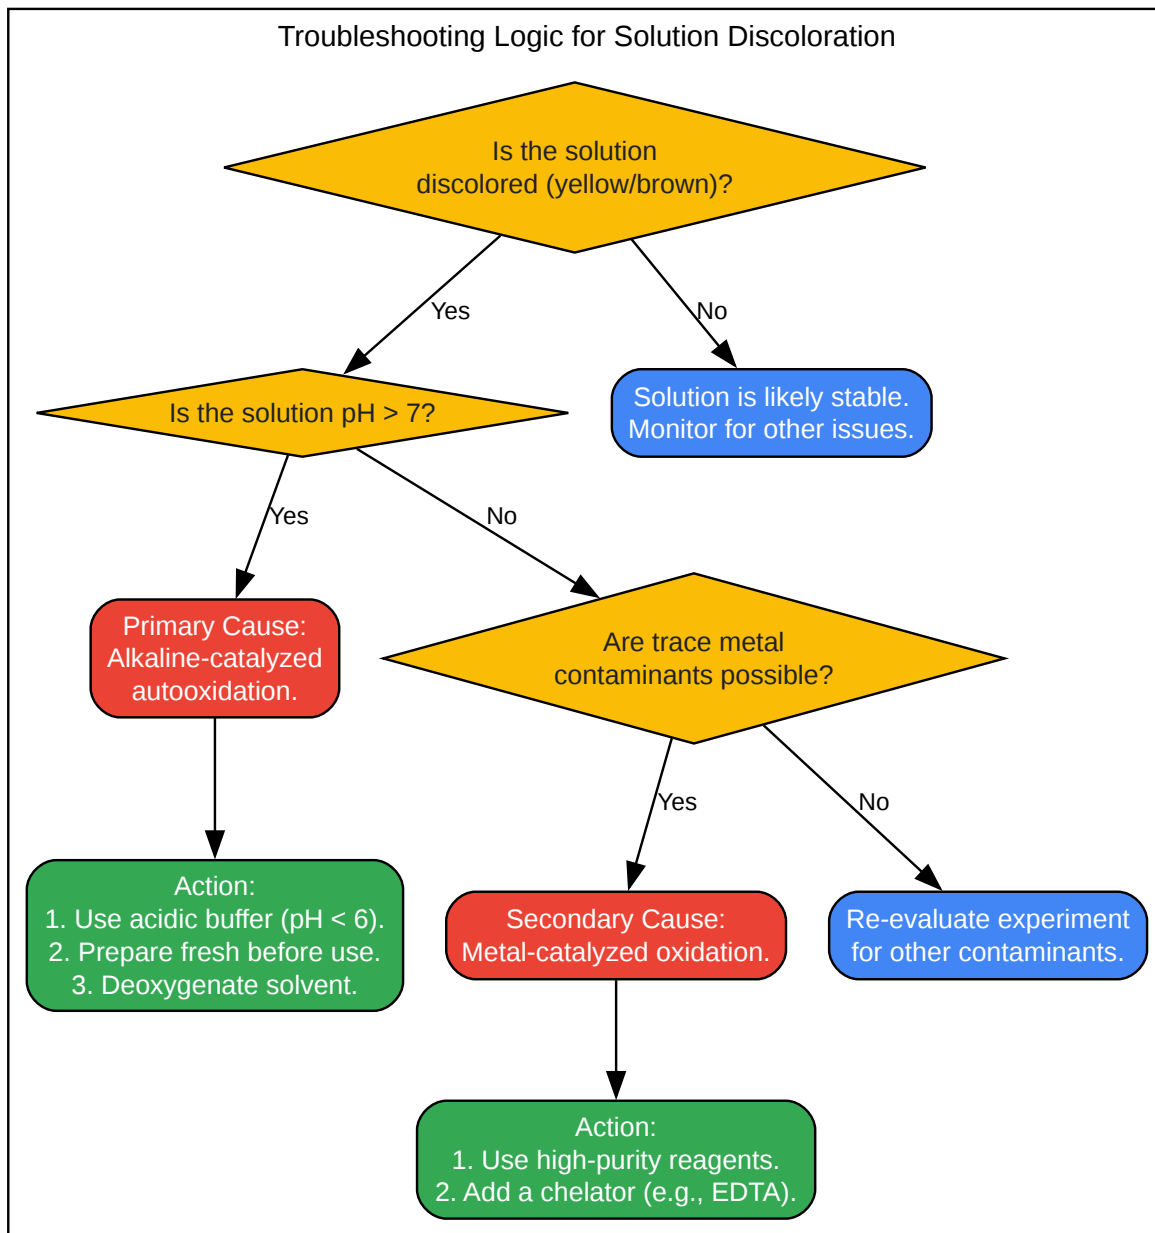 Troubleshooting Logic for Solution Discoloration
Is the solution
discolored (yellow/brown)?
Yes
No
Is the solution pH > 7?
Solution is likely stable.
Monitor for other issues.
Yes
No
Primary Cause:
Alkaline-catalyzed
autooxidation.
Are trace metal
contaminants possible?
Yes
No
Action:
1. Use acidic buffer (pH < 6).
2. Prepare fresh before use.
3. Deoxygenate solvent.
Secondary Cause:
Metal-catalyzed oxidation.
Re-evaluate experiment
for other contaminants.
Action:
1. Use high-purity reagents.
2. Add a chelator (e.g., EDTA).